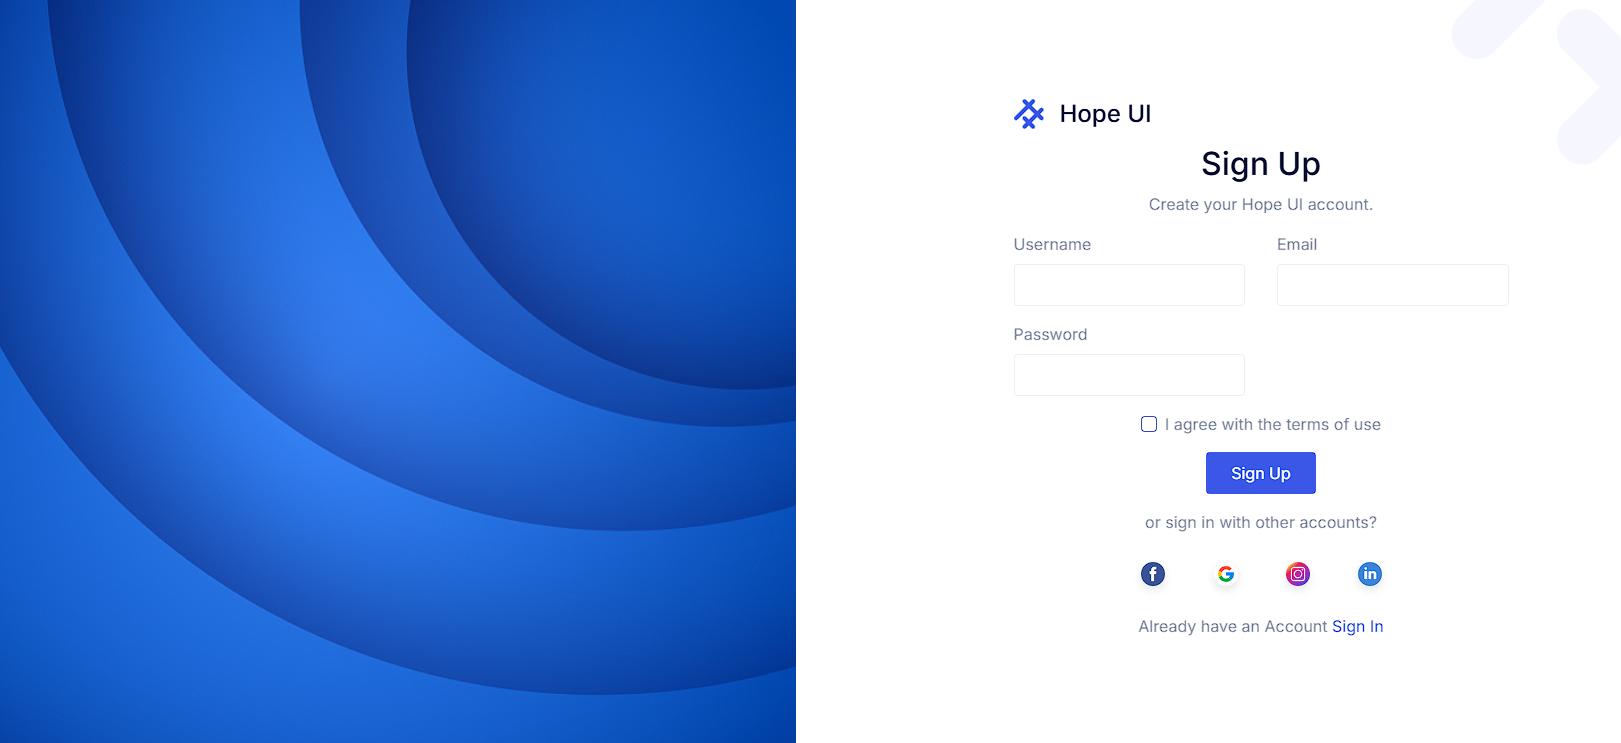 Hope UI
Sign Up
Create your Hope UI account.
Username Email
Password
I agree with the terms of use
Sign Up
or sign in with other accounts?
f G in
Already have an Account Sign In